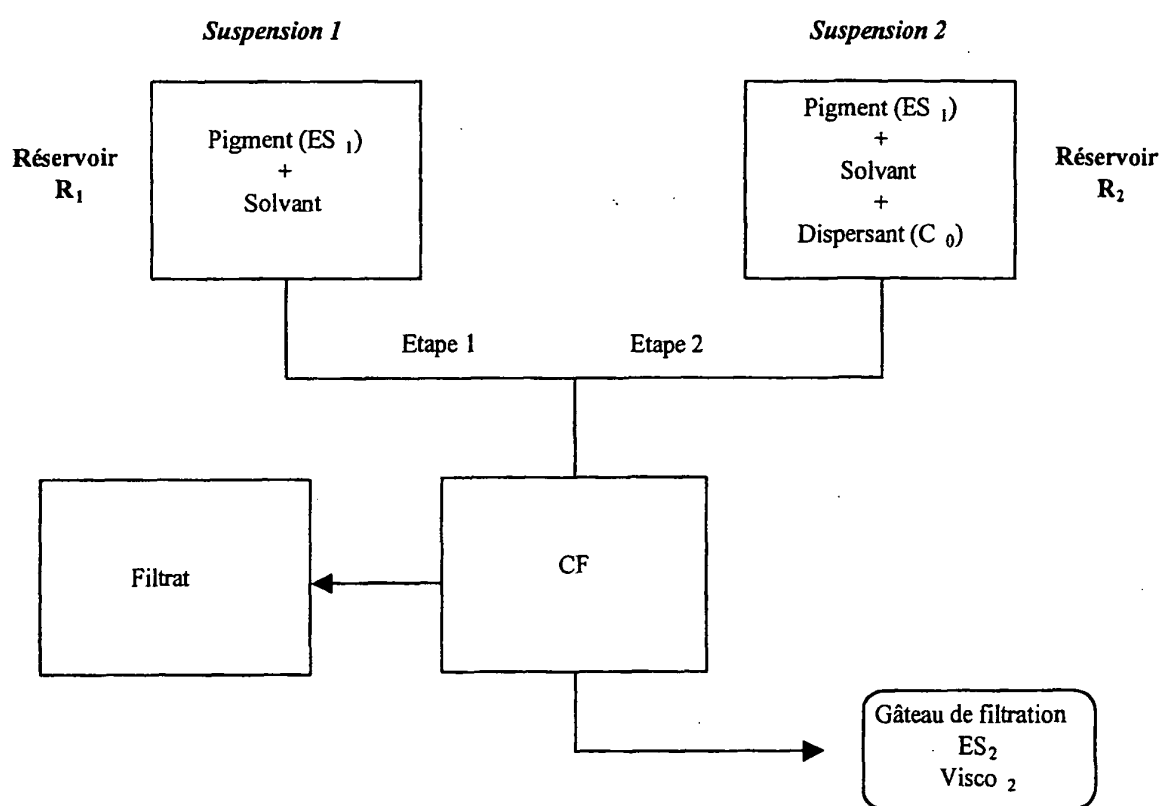 Suspension 1
Suspension 2
Réservoir
R₁
Pigment (ES ₁)
+
Solvant
Pigment (ES ₁)
+
Solvant
+
Dispersant (C ₀)
Réservoir
R₂
Etape 1
Etape 2
Filtrat
CF
Gâteau de filtration
ES₂
Visco ₂